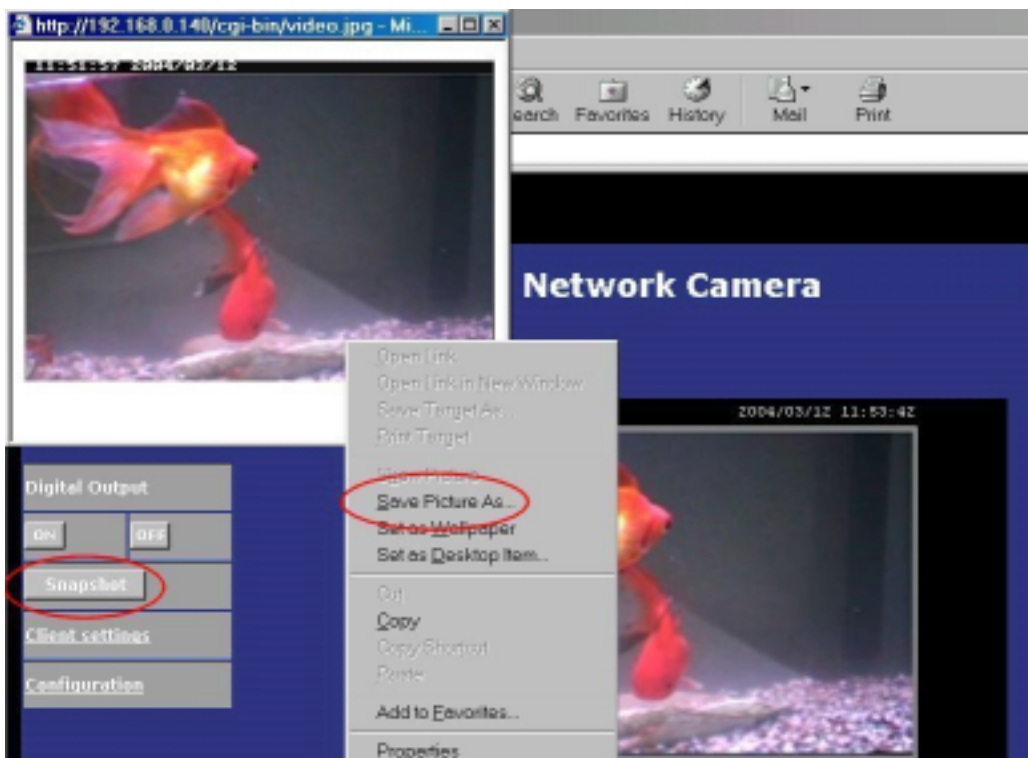 http://192.168.0.140/cgi-bin/video.jpg - Mi...
11:51:57 2004/03/12
earch Favorites History Mail Print
Network Camera
2004/03/12 11:53:42
Open Link
Open Link in New Window
Save Target As...
Print Target
Show Picture
Save Picture As...
Set as Wallpaper
Set as Desktop Item...
Cut
Copy
Copy Shortcut
Paste
Add to Favorites...
Properties
Digital Output
ON OFF
Snapshot
Client settings
Configuration